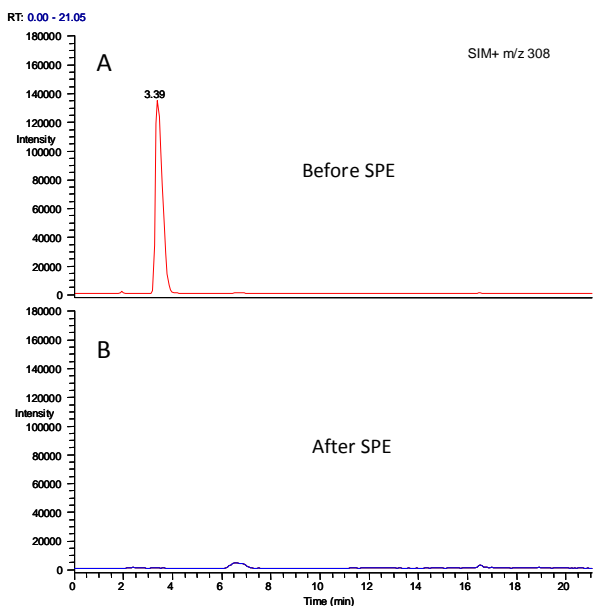 RT: 0.00 - 21.05
180000
A
SIM+ m/z 308
160000
140000
3.39
Intensity
120000
100000
Before SPE
80000
60000
40000
20000
0
180000
B
160000
140000
120000
Intensity
100000
After SPE
80000
60000
40000
20000
0
0 2 4 6 8 10 12 14 16 18 20
Time (min)